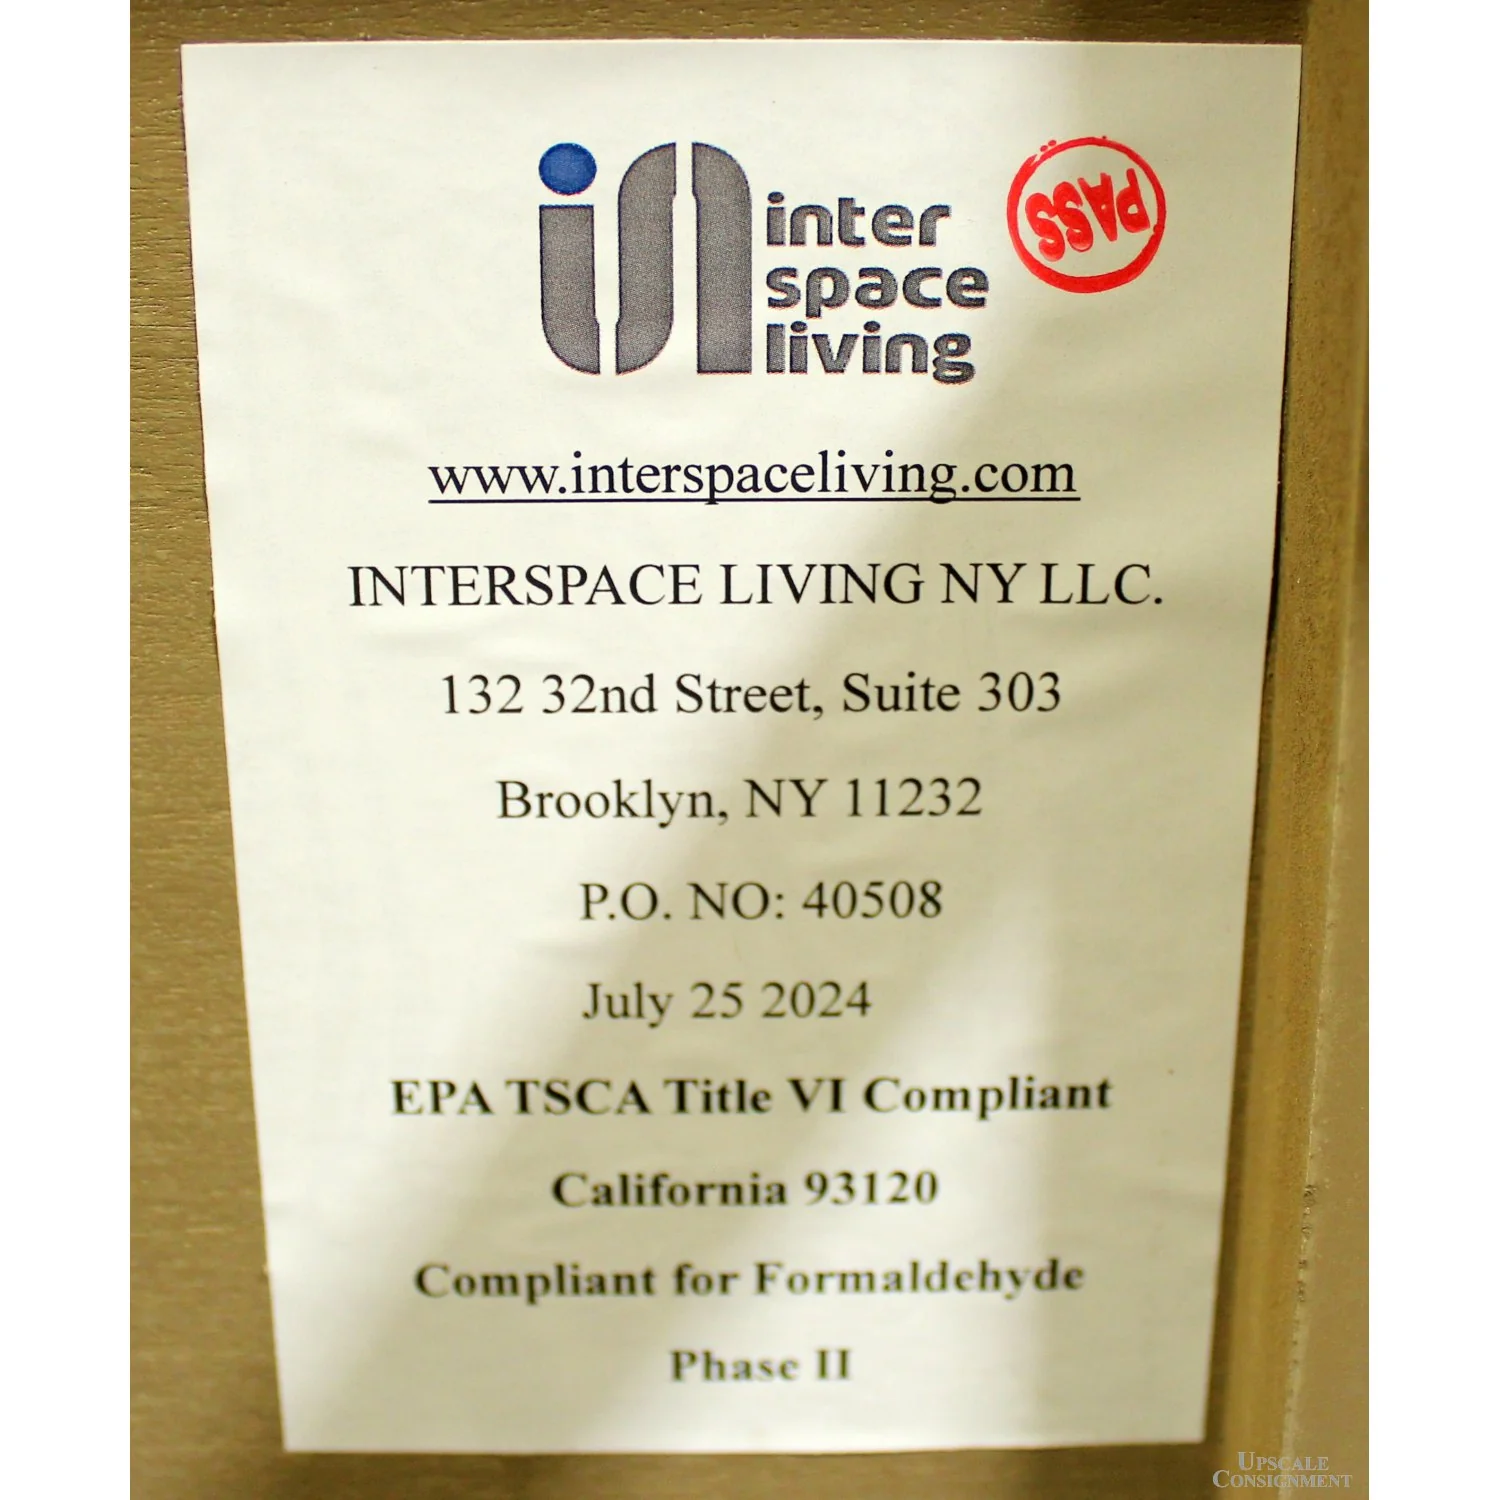 inter
space
living
PASS
www.interspaceliving.com
INTERSPACE LIVING NY LLC.
132 32nd Street, Suite 303
Brooklyn, NY 11232
P.O. NO: 40508
July 25 2024
EPA TSCA Title VI Compliant
California 93120
Compliant for Formaldehyde
Phase II
UPSCALE
CONSIGNMENT